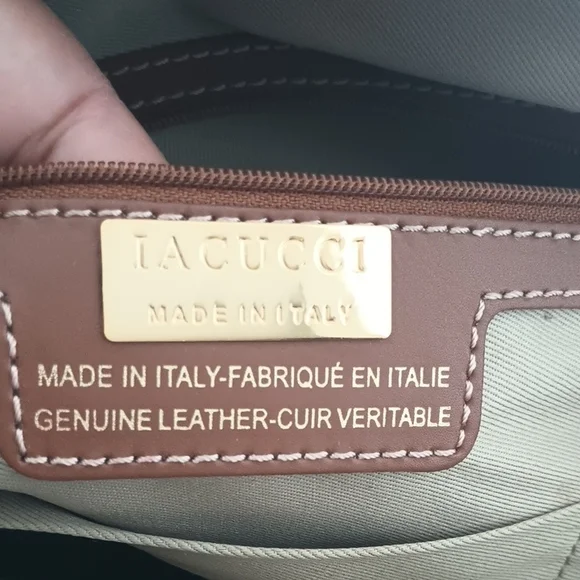 IACUCCI
MADE IN ITALY
MADE IN ITALY-FABRIQUÉ EN ITALIE
GENUINE LEATHER-CUIR VERITABLE